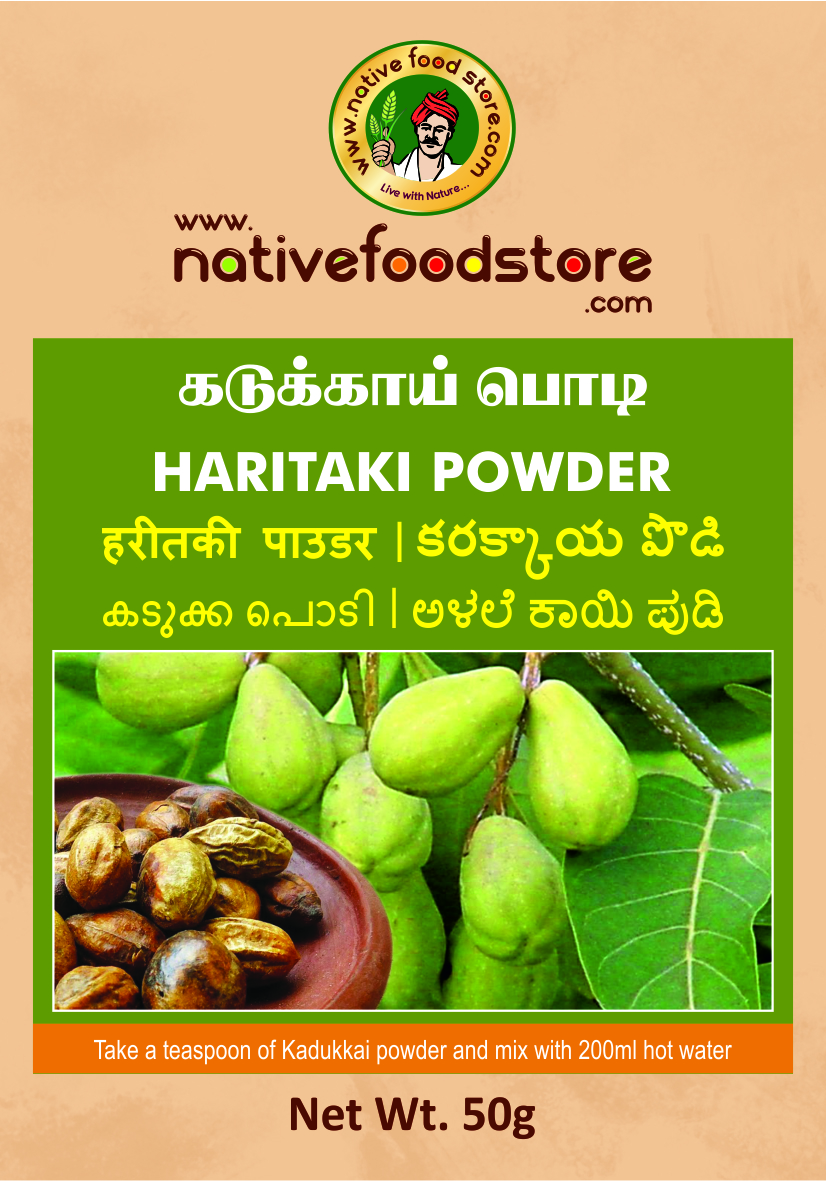 www.native food store.com
Live with Nature...
www.
nativefoodstore
.com
கடுக்காய் பொடி
HARITAKI POWDER
हरीतकी पाउडर | కరక్కాయ పొడి
കടുക്ക പൊടി | ಅಳಲೆ ಕಾಯಿ ಪುಡಿ
Take a teaspoon of Kadukkai powder and mix with 200ml hot water
Net Wt. 50g